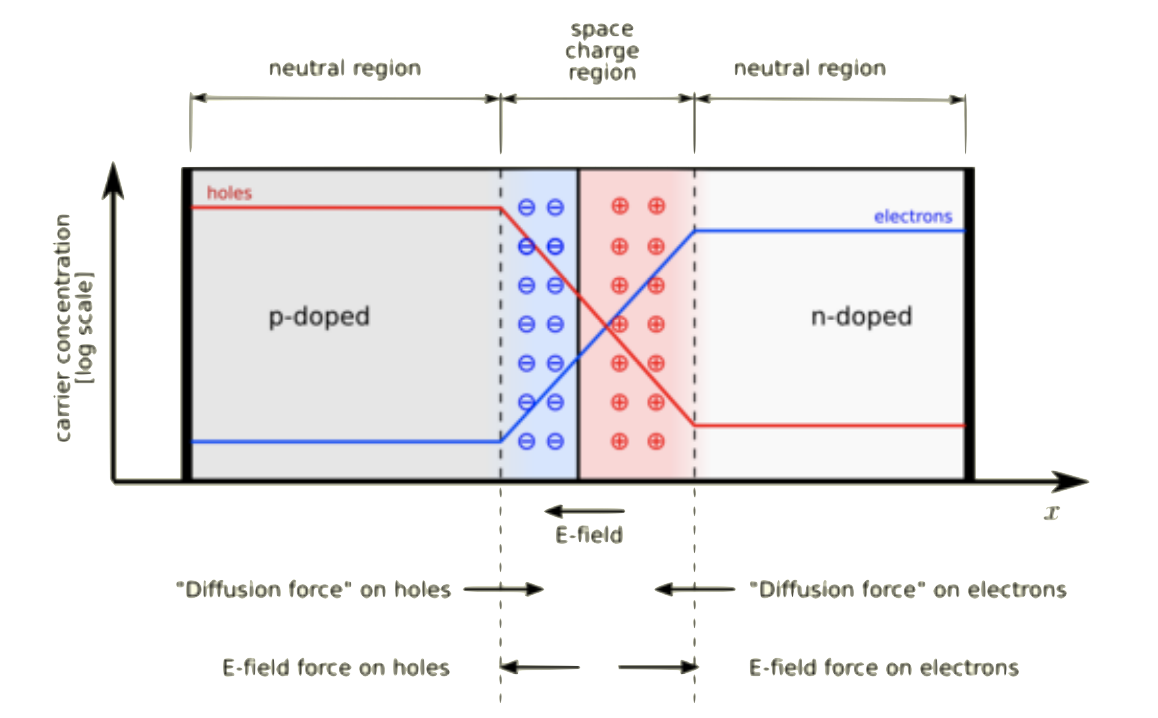 space
charge
region
neutral region
neutral region
holes
electrons
carrier concentration
[log scale]
p-doped
n-doped
x
E-field
"Diffusion force" on holes
"Diffusion force" on electrons
E-field force on holes
E-field force on electrons